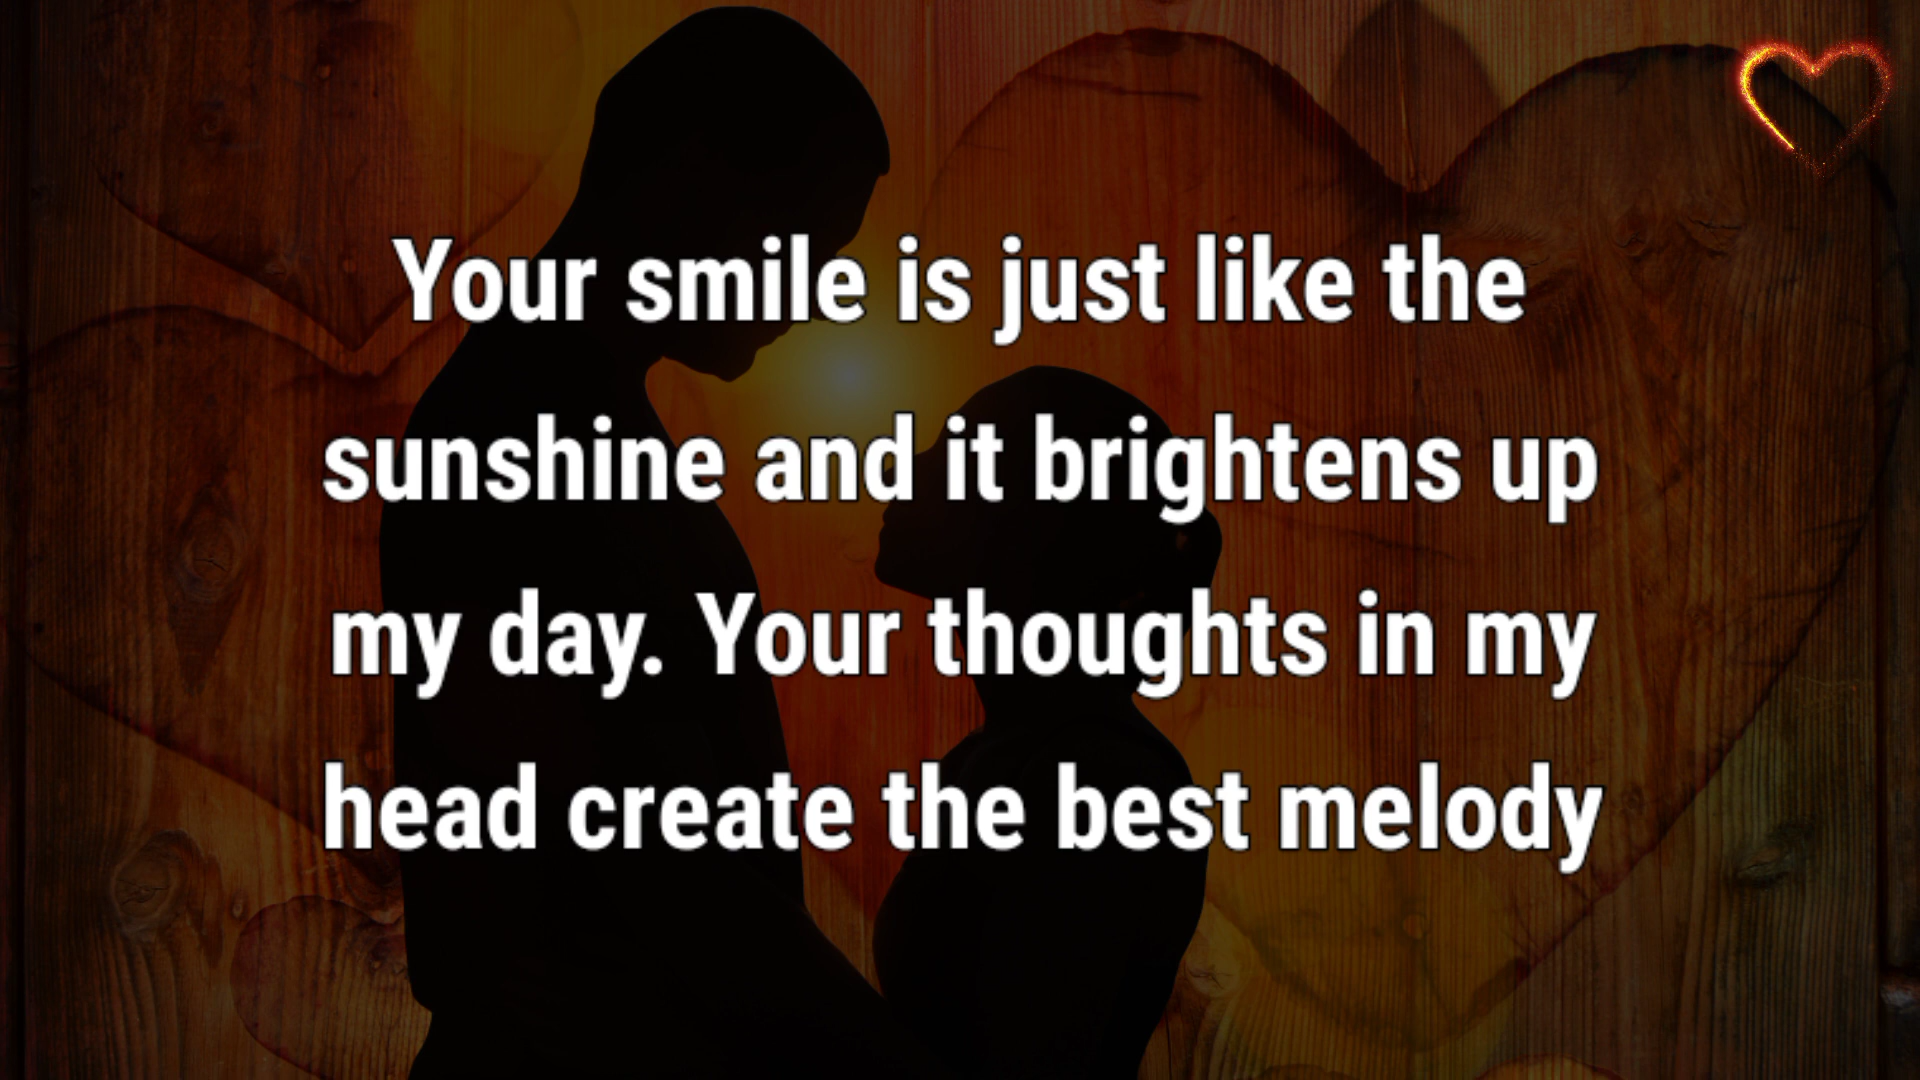 Your smile is just like the
sunshine and it brightens up
my day. Your thoughts in my
head create the best melody